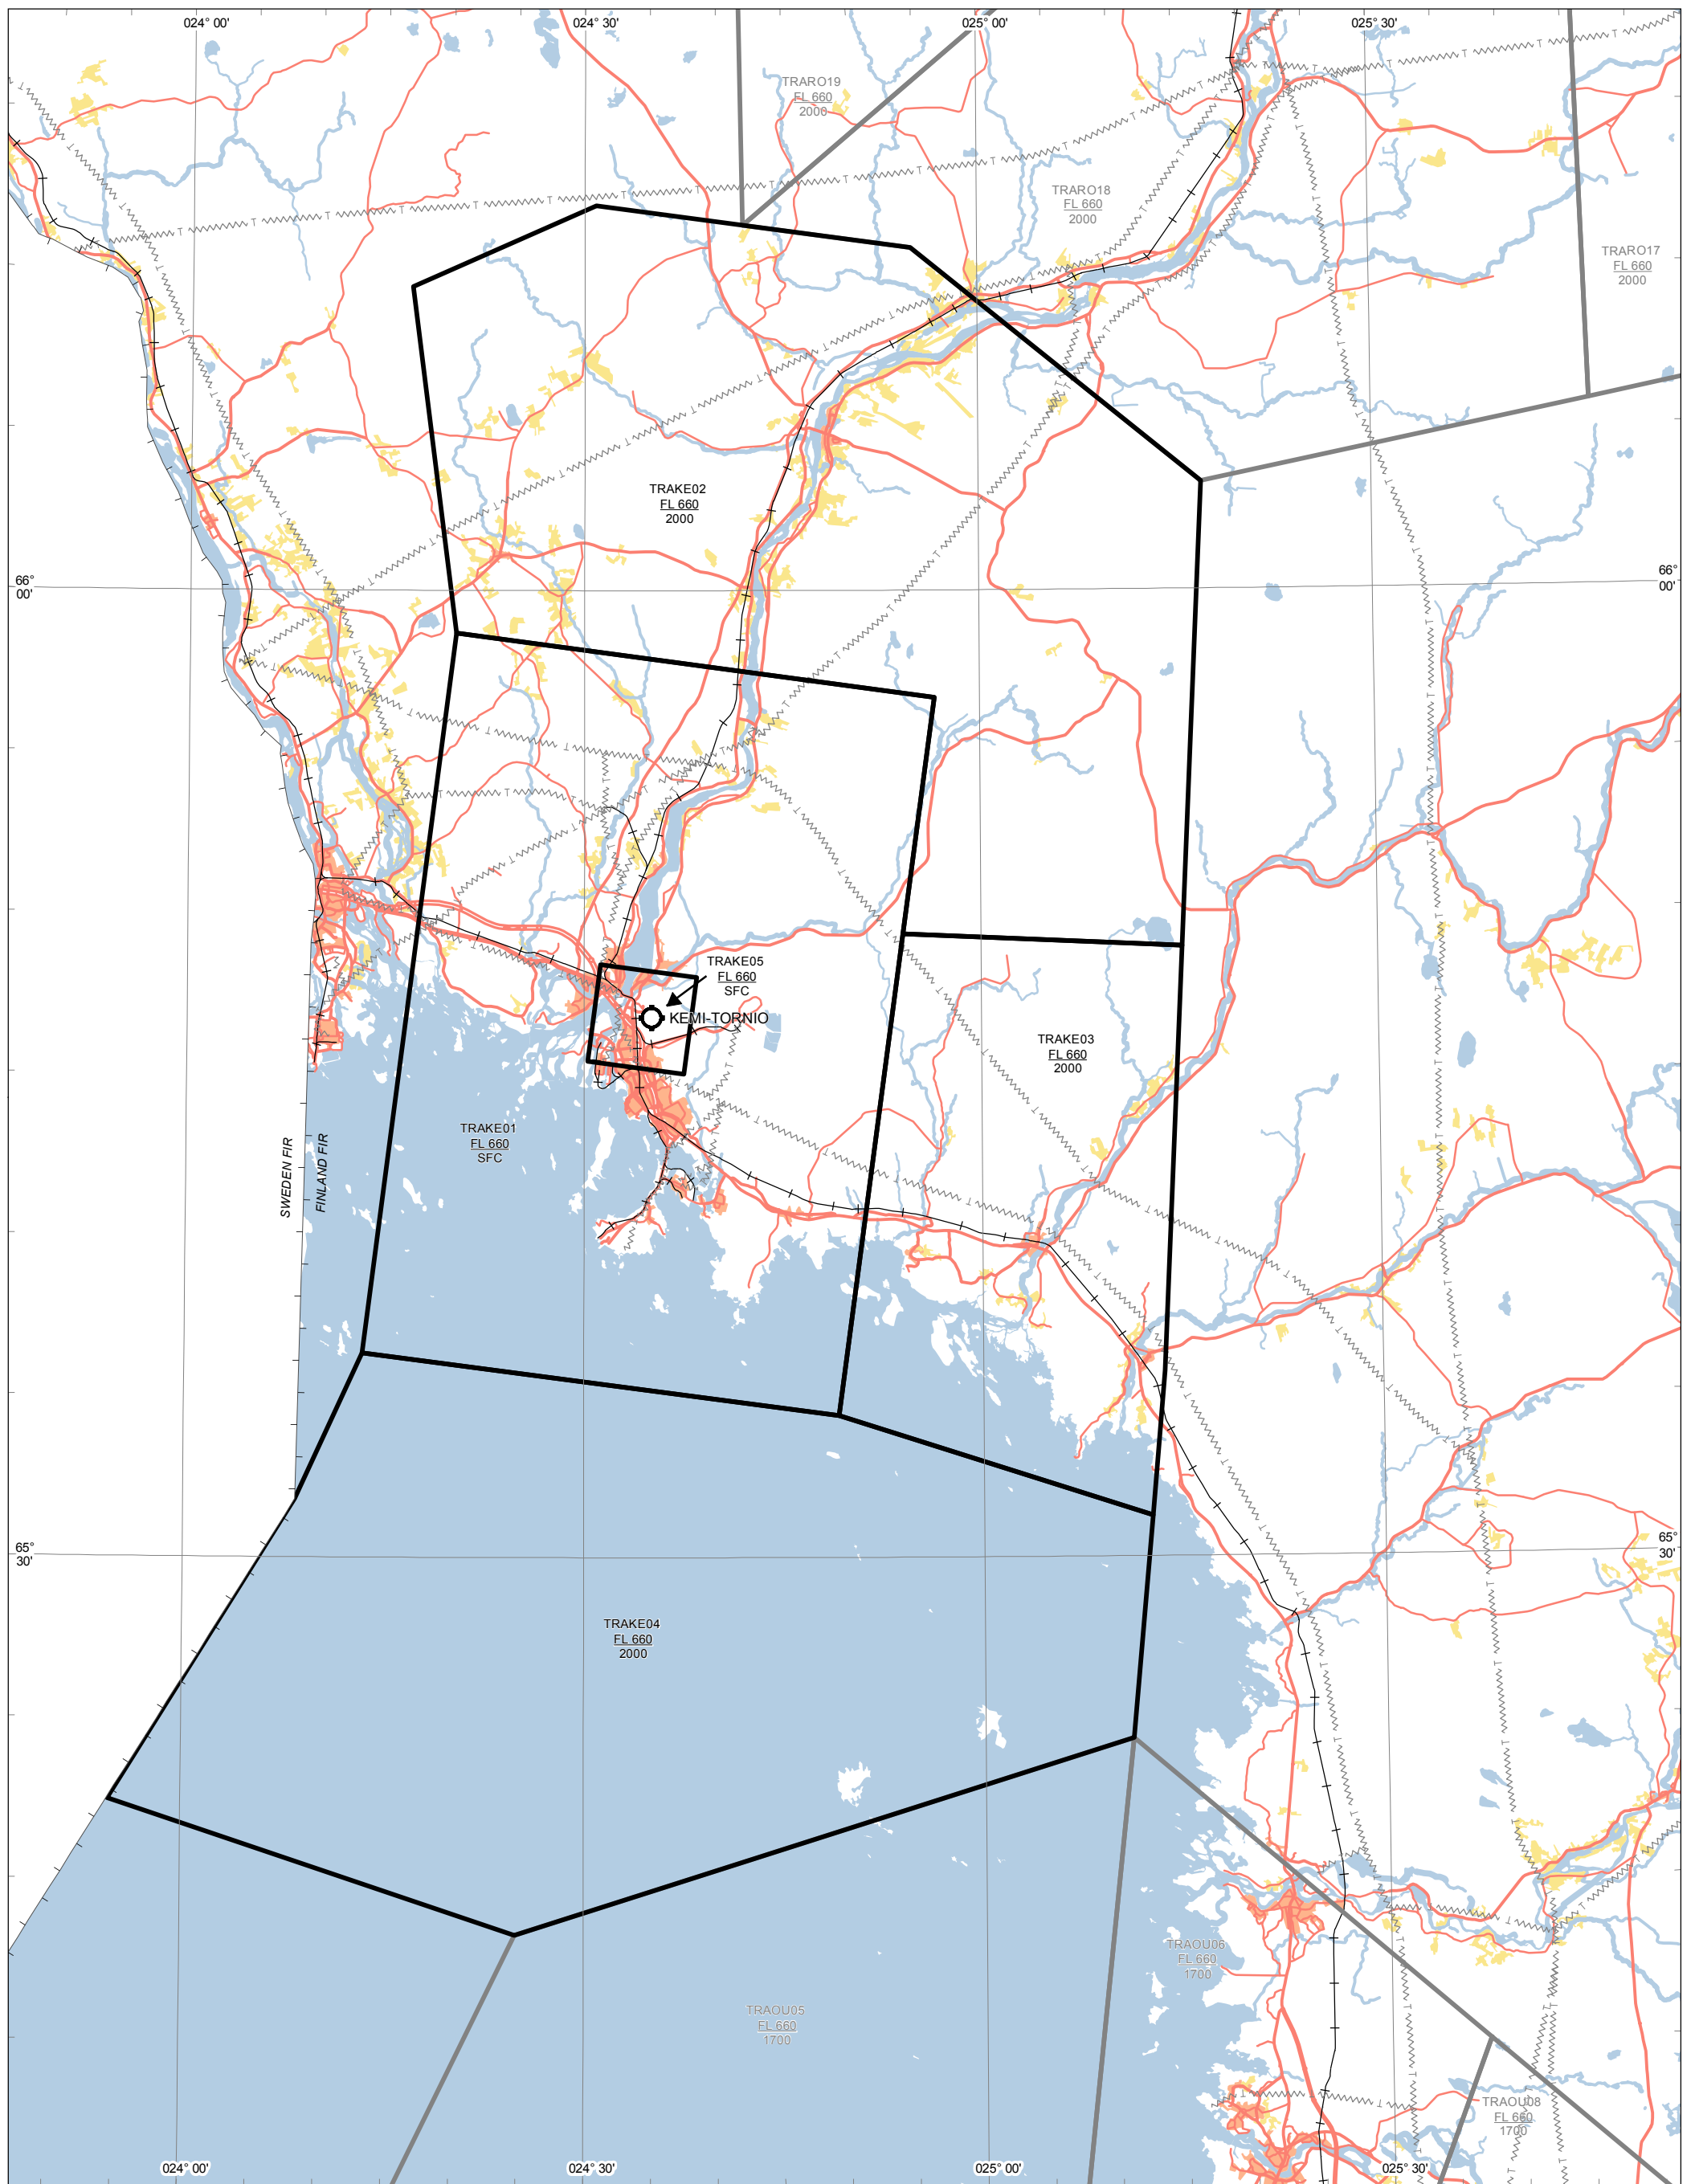 024° 00'
024° 30'
025° 00'
025° 30'
TRARO19
FL 660
2000
TRARO18
FL 660
2000
TRARO17
FL 660
2000
TRAKE02
FL 660
2000
66°
00'
66°
00'
TRAKE05
FL 660
SFC
KEMI-TORNIO
TRAKE03
FL 660
2000
TRAKE01
FL 660
SFC
SWEDEN FIR
FINLAND FIR
65°
30'
65°
30'
TRAKE04
FL 660
2000
TRAOU06
FL 660
1700
TRAOU05
FL 660
1700
TRAOU08
FL 660
1700
024° 00'
024° 30'
025° 00'
025° 30'